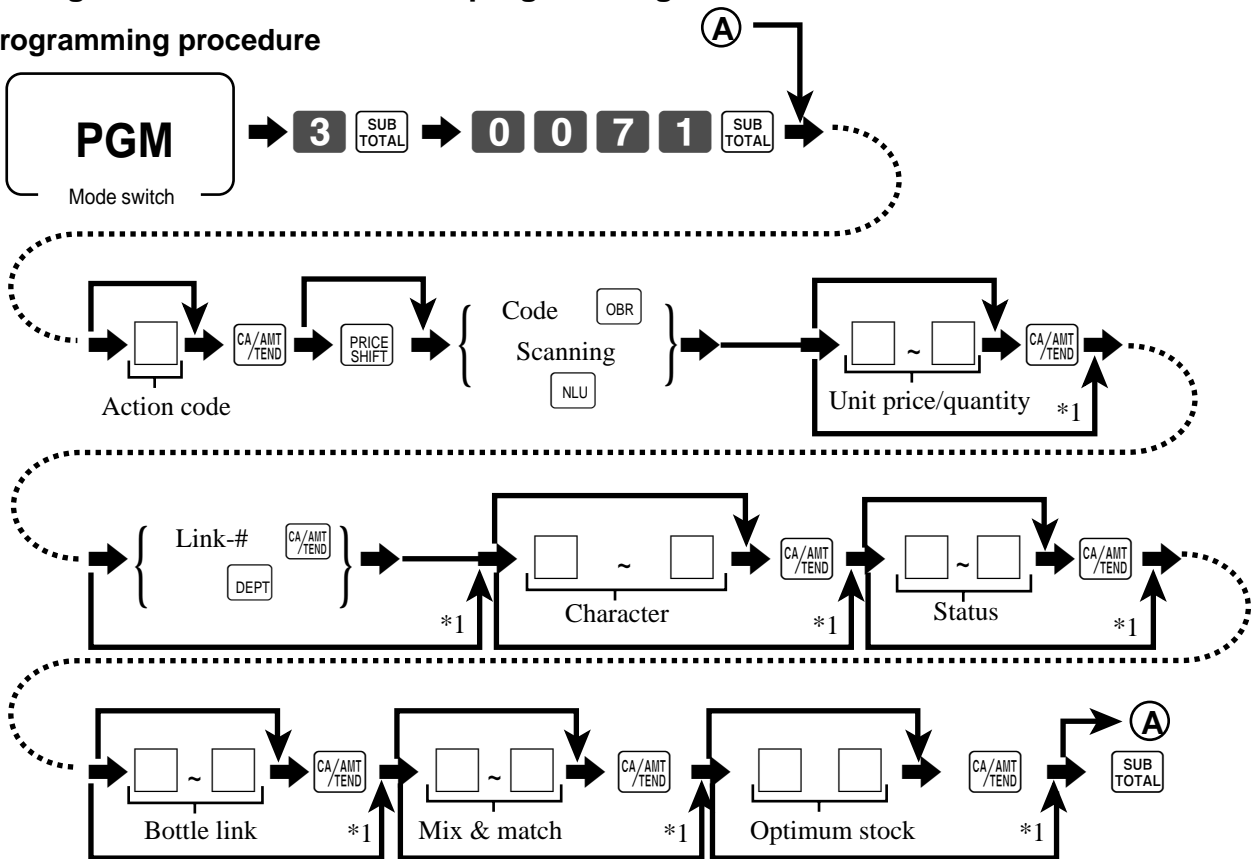 rogramming procedure
A
PGM
Mode switch
3 SUB TOTAL 0 0 7 1 SUB TOTAL
Action code
CA/AMT /TEND
PRICE SHIFT
Code OBR
Scanning
NLU
~
Unit price/quantity
CA/AMT /TEND
*1
Link-# CA/AMT /TEND
DEPT
*1
~
Character
CA/AMT /TEND
*1
~
Status
CA/AMT /TEND
*1
~
Bottle link
CA/AMT /TEND
*1
~
Mix & match
CA/AMT /TEND
*1
Optimum stock
CA/AMT /TEND
*1
A
SUB TOTAL